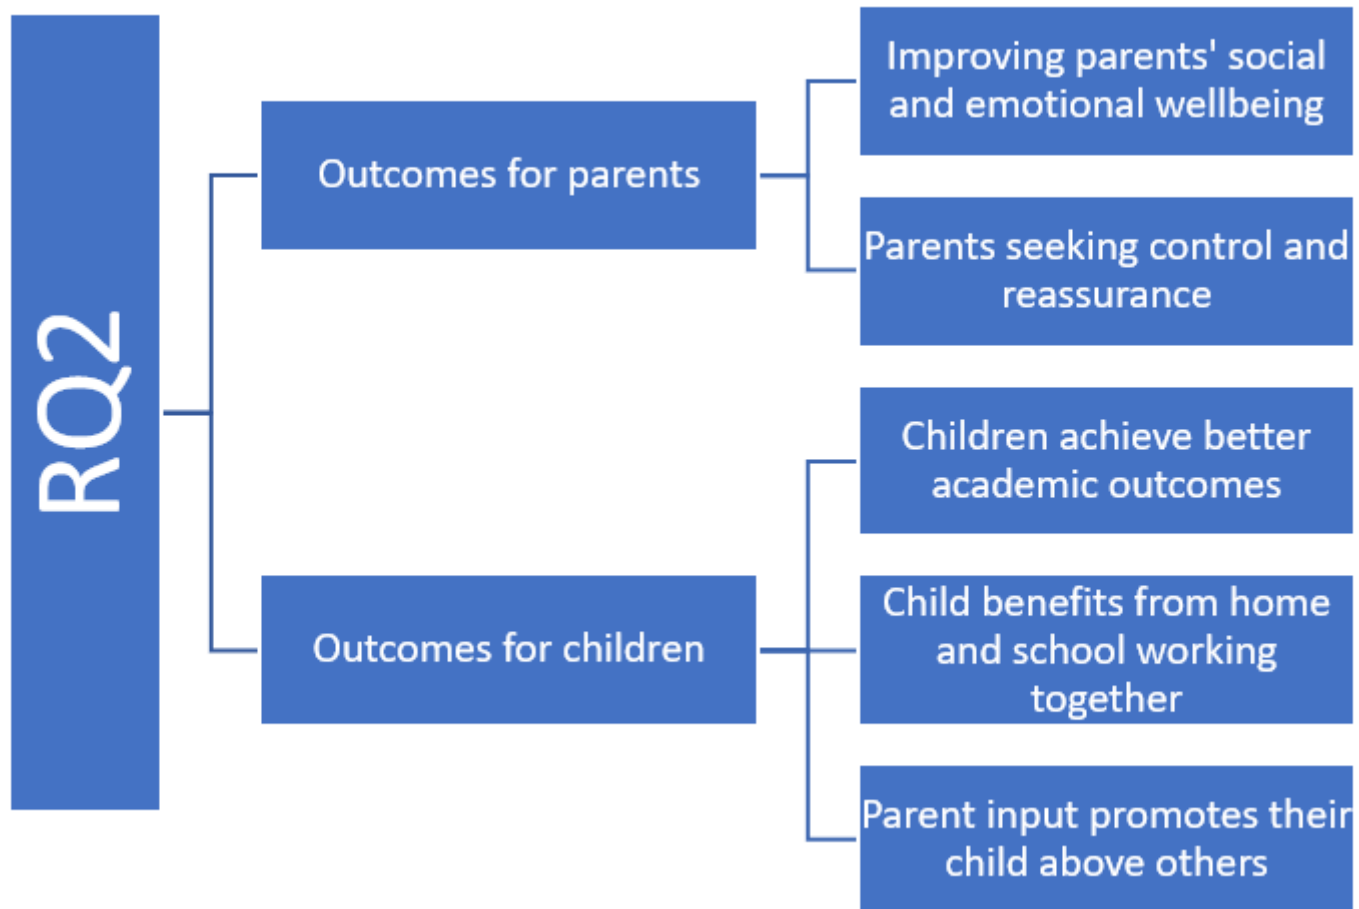 RQ2
Outcomes for parents
Improving parents' social
and emotional wellbeing
Parents seeking control and
reassurance
Outcomes for children
Children achieve better
academic outcomes
Child benefits from home
and school working
together
Parent input promotes their
child above others